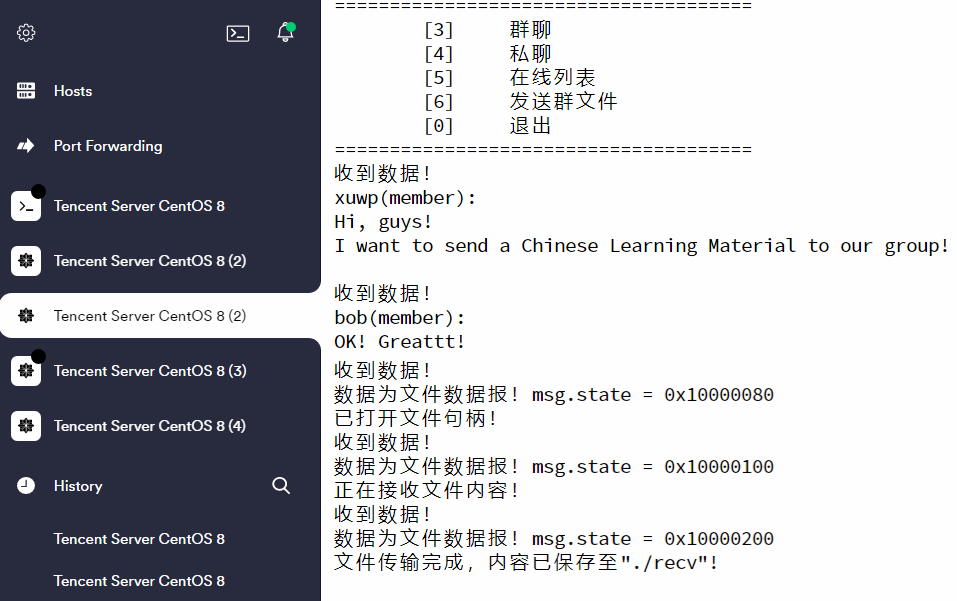 Hosts
Port Forwarding
Tencent Server CentOS 8
Tencent Server CentOS 8 (2)
Tencent Server CentOS 8 (2)
Tencent Server CentOS 8 (3)
Tencent Server CentOS 8 (4)
History
Tencent Server CentOS 8
Tencent Server CentOS 8
======================================
[3] 群聊
[4] 私聊
[5] 在线列表
[6] 发送群文件
[0] 退出
======================================
收到数据！
xuwp(member):
Hi, guys!
I want to send a Chinese Learning Material to our group!
收到数据！
bob(member):
OK! Greattt!
收到数据！
数据为文件数据报！msg.state = 0x10000080
已打开文件句柄！
收到数据！
数据为文件数据报！msg.state = 0x10000100
正在接收文件内容！
收到数据！
数据为文件数据报！msg.state = 0x10000200
文件传输完成，内容已保存至"./recv"!